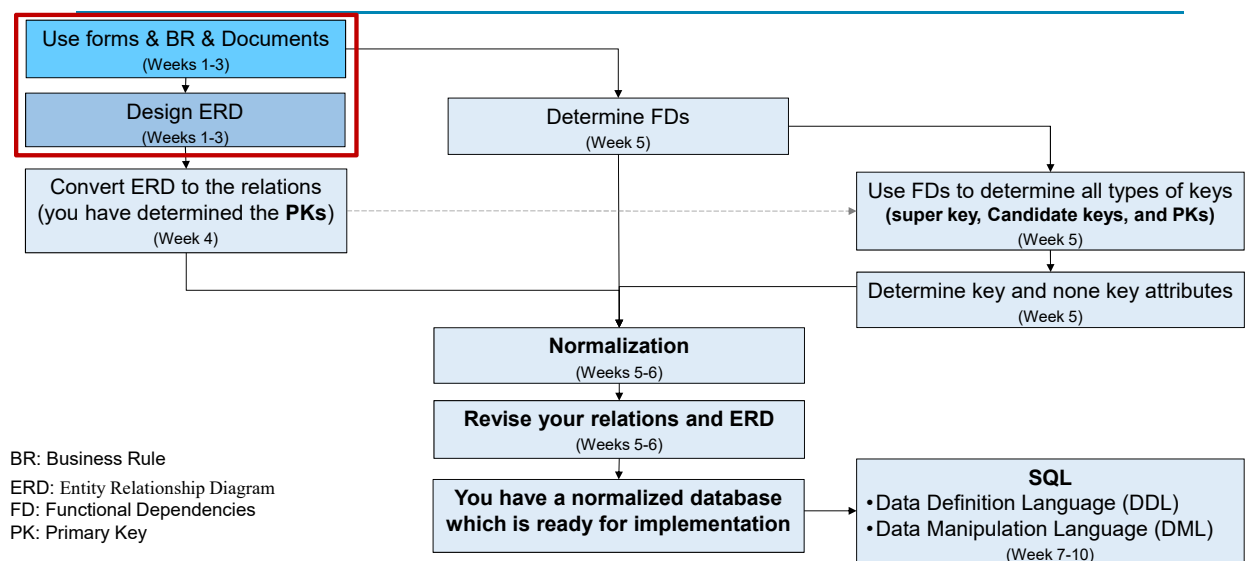 Use forms & BR & Documents
(Weeks 1-3)
Design ERD
(Weeks 1-3)
Determine FDs
(Week 5)
Convert ERD to the relations
(you have determined the PKs)
(Week 4)
Use FDs to determine all types of keys
(super key, Candidate keys, and PKs)
(Week 5)
Determine key and none key attributes
(Week 5)
Normalization
(Weeks 5-6)
Revise your relations and ERD
(Weeks 5-6)
You have a normalized database
which is ready for implementation
SQL
•Data Definition Language (DDL)
•Data Manipulation Language (DML)
(Week 7-10)
BR: Business Rule
ERD: Entity Relationship Diagram
FD: Functional Dependencies
PK: Primary Key